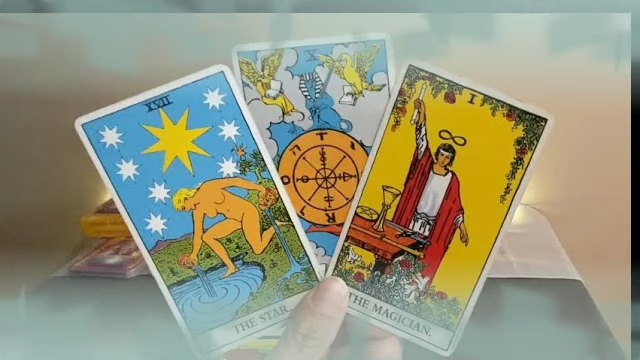 XVII
THE STAR.
X
T
A
R
O
I
THE MAGICIAN.